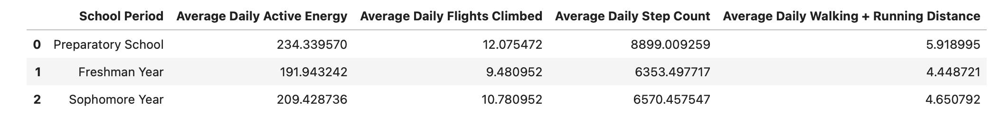 School Period Average Daily Active Energy Average Daily Flights Climbed Average Daily Step Count Average Daily Walking + Running Distance
0 Preparatory School 234.339570 12.075472 8899.009259 5.918995
1 Freshman Year 191.943242 9.480952 6353.497717 4.448721
2 Sophomore Year 209.428736 10.780952 6570.457547 4.650792